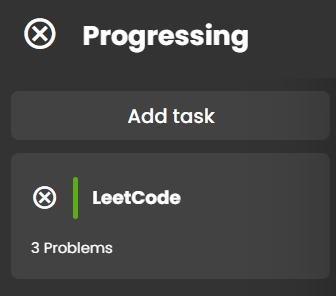 Progressing
Add task
LeetCode
3 Problems